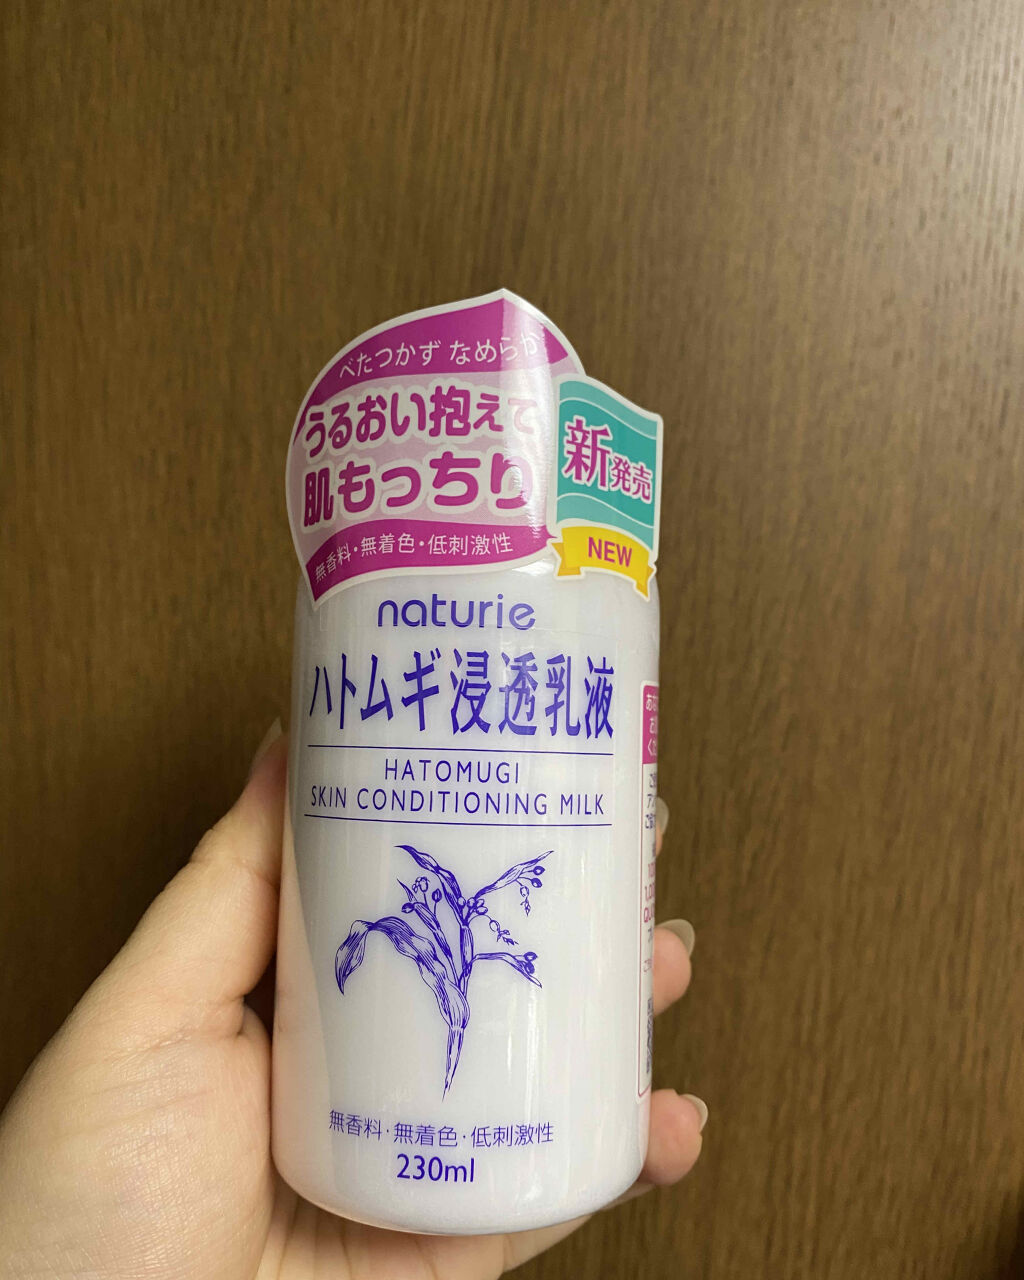 べたつかず なめらか
うるおい抱えて
肌もっちり
無香料・無着色・低刺激性
新発売
NEW
naturie
ハトムギ浸透乳液
HATOMUGI
SKIN CONDITIONING MILK
無香料・無着色・低刺激性
230ml